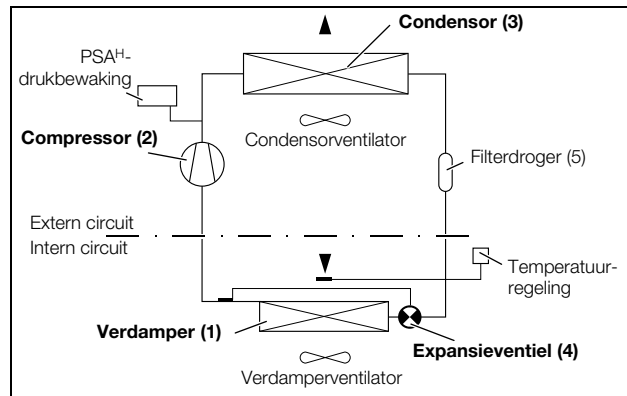 Condensor (3)
PSAᴴ-
drukbewaking
Condensorventilator
Compressor (2)
Filterdroger (5)
Extern circuit
Intern circuit
Temperatuur-
regeling
Verdamper (1)
Expansieventiel (4)
Verdamperventilator